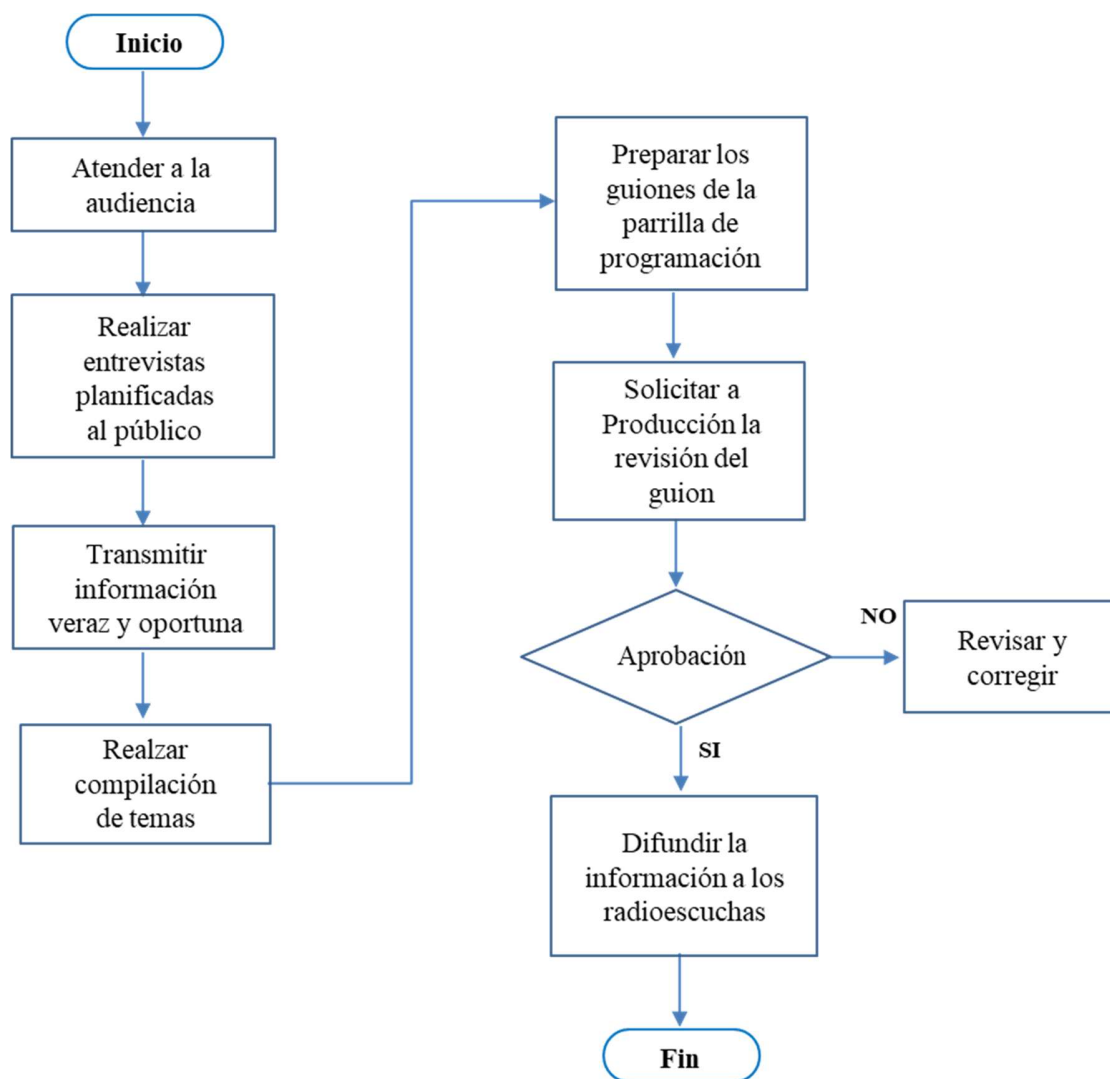 Inicio
Atender a la
audiencia
Realizar
entrevistas
planificadas
al público
Transmitir
información
veraz y oportuna
Realzar
compilación
de temas
Preparar los
guiones de la
parrilla de
programación
Solicitar a
Producción la
revisión del
guion
Aprobación
NO
Revisar y
corregir
SI
Difundir la
información a los
radioescuchas
Fin